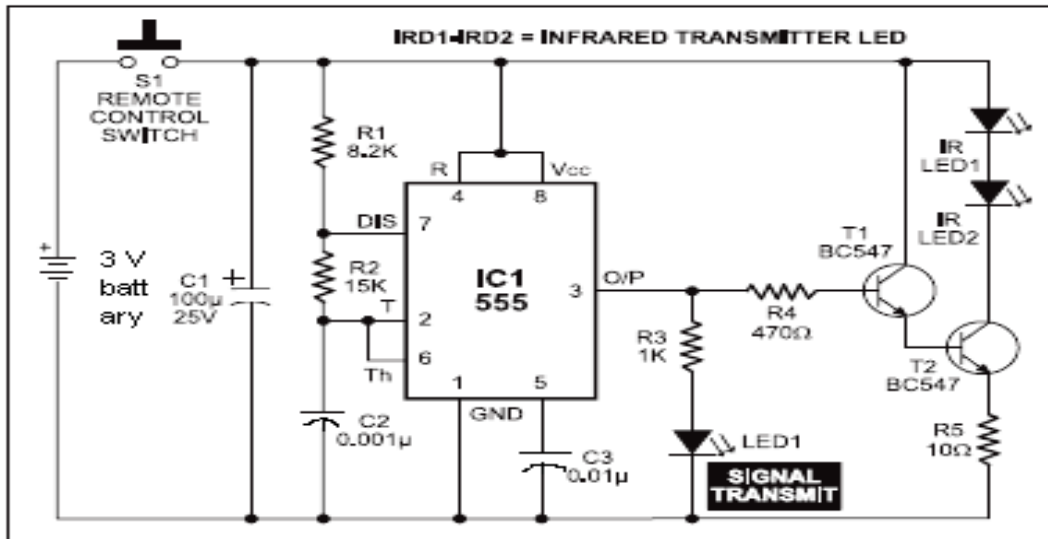 IRD1-IRD2 = INFRARED TRANSMITTER LED
S1
REMOTE
CONTROL
SWITCH
R1
8.2K
R
Vcc
4
8
IR
LED1
DIS
7
IR
LED2
T1
BC547
+
3 V
batt
ary
C1
100µ
25V
+
R2
15K
IC1
555
3
O/P
T
2
R4
470Ω
R3
1K
6
Th
T2
BC547
1
5
GND
C2
0.001µ
C3
0.01µ
LED1
R5
10Ω
SIGNAL
TRANSMIT